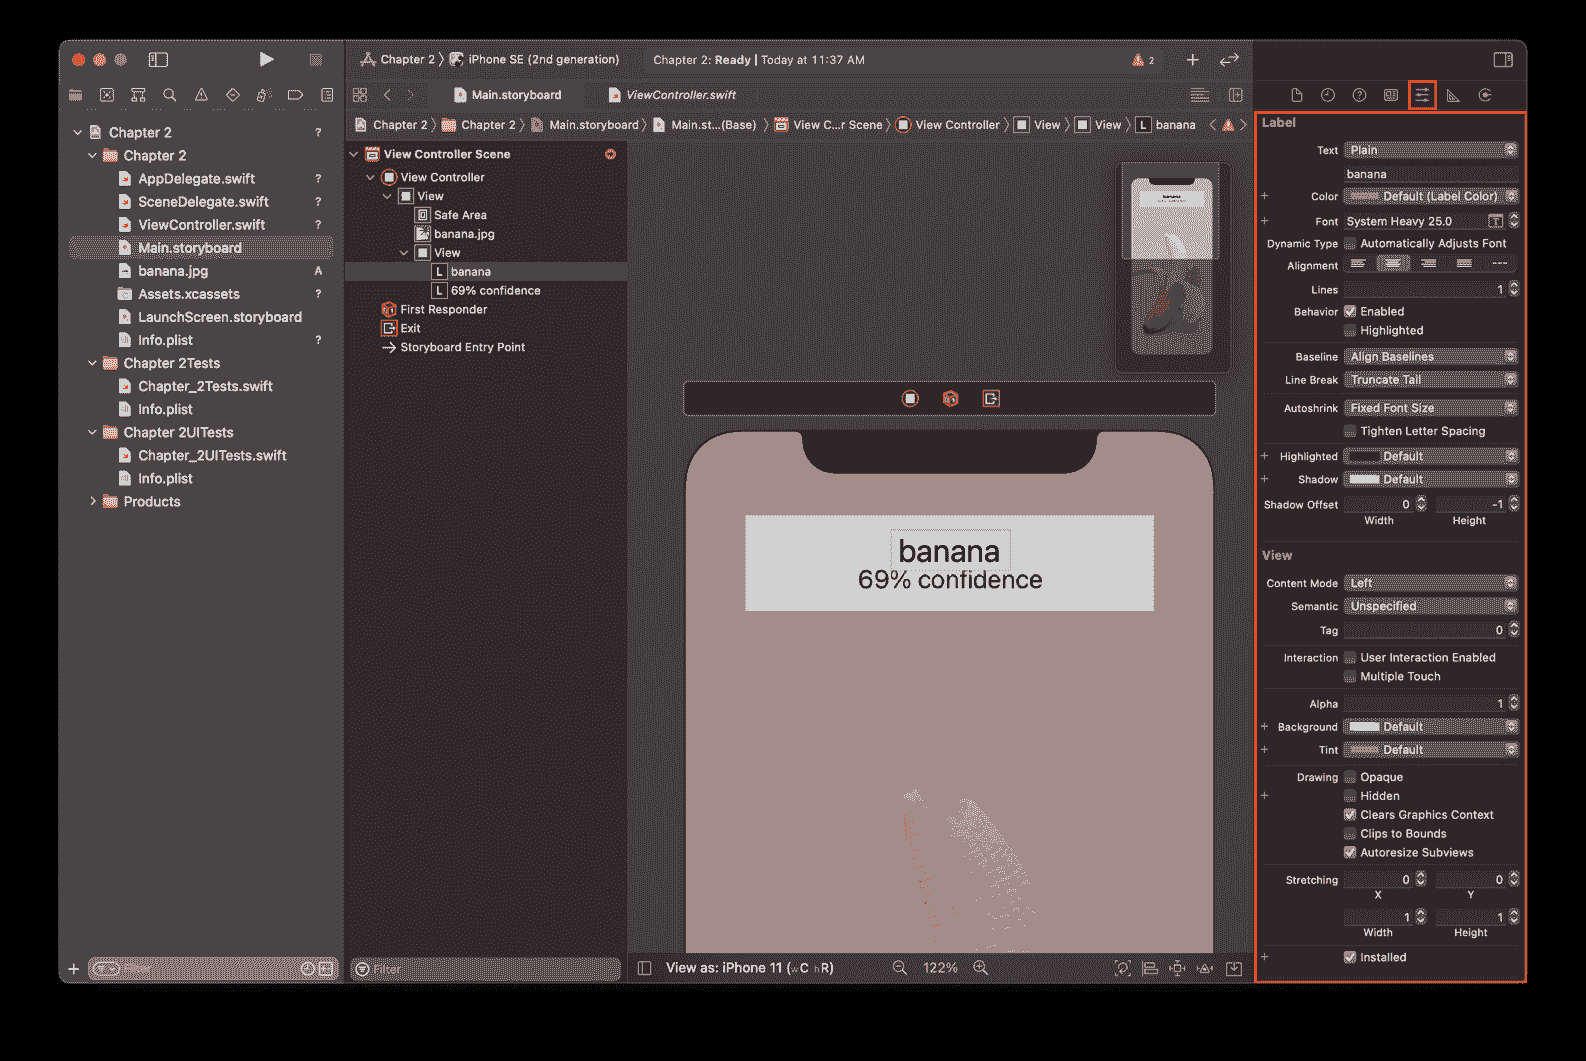 Chapter 2 〉 iPhone SE (2nd generation)
Chapter 2: Ready | Today at 11:37 AM
2
Main.storyboard
ViewController.swift
Chapter 2 〉 Chapter 2 〉 Main.storyboard 〉 Main.st...(Base) 〉 View C...r Scene 〉 View Controller 〉 View 〉 View 〉 L banana
Chapter 2 ?
Chapter 2
AppDelegate.swift ?
SceneDelegate.swift ?
ViewController.swift ?
Main.storyboard
banana.jpg A
Assets.xcassets ?
LaunchScreen.storyboard
Info.plist ?
Chapter 2Tests
Chapter_2Tests.swift
Info.plist
Chapter 2UITests
Chapter_2UITests.swift
Info.plist
Products
Filter
View Controller Scene
View Controller
View
Safe Area
banana.jpg
View
L banana
L 69% confidence
First Responder
Exit
Storyboard Entry Point
Filter
banana
69% confidence
View as: iPhone 11 (wC hR)
122%
Label
Text Plain
banana
Color Default (Label Color)
Font System Heavy 25.0
Dynamic Type Automatically Adjusts Font
Alignment
Lines 1
Behavior Enabled
Highlighted
Baseline Align Baselines
Line Break Truncate Tail
Autoshrink Fixed Font Size
Tighten Letter Spacing
Highlighted Default
Shadow Default
Shadow Offset 0 -1
Width Height
View
Content Mode Left
Semantic Unspecified
Tag 0
Interaction User Interaction Enabled
Multiple Touch
Alpha 1
Background Default
Tint Default
Drawing Opaque
Hidden
Clears Graphics Context
Clips to Bounds
Autoresize Subviews
Stretching 0 0
X Y
1 1
Width Height
Installed